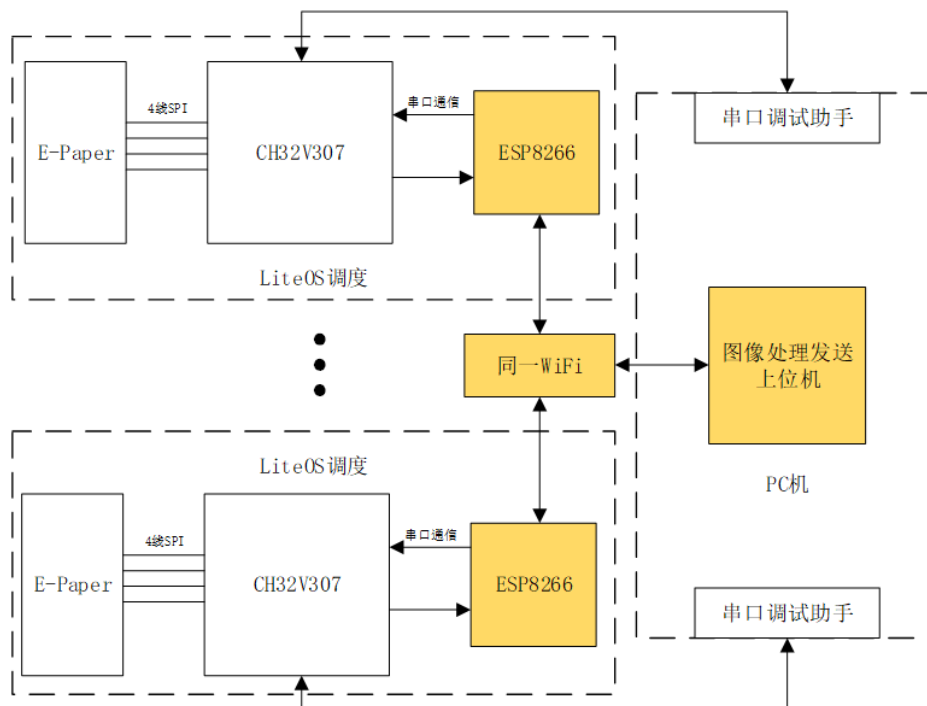 串口调试助手
4线SPI
串口通信
E-Paper
CH32V307
ESP8266
LiteOS调度
同一WiFi
图像处理发送
上位机
PC机
LiteOS调度
4线SPI
串口通信
E-Paper
CH32V307
ESP8266
串口调试助手